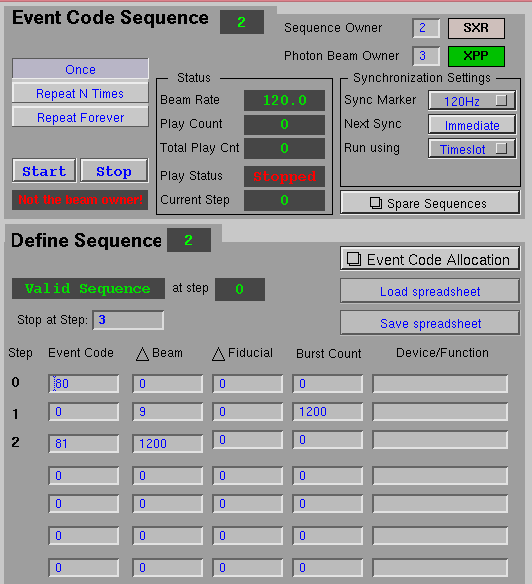 Event Code Sequence 2
Sequence Owner 2 SXR
Photon Beam Owner 3 XPP
Once
Repeat N Times
Repeat Forever
Start Stop
Not the beam owner!
Status
Beam Rate 120.0
Play Count 0
Total Play Cnt 0
Play Status Stopped
Current Step 0
Synchronization Settings
Sync Marker 120Hz
Next Sync Immediate
Run using Timeslot
Spare Sequences
Define Sequence 2
Event Code Allocation
Valid Sequence at step 0
Load spreadsheet
Stop at Step: 3
Save spreadsheet
Step Event Code △ Beam △ Fiducial Burst Count Device/Function
0 80 0 0 0
1 0 9 0 1200
2 81 1200 0 0
0 0 0 0
0 0 0 0
0 0 0 0
0 0 0 0